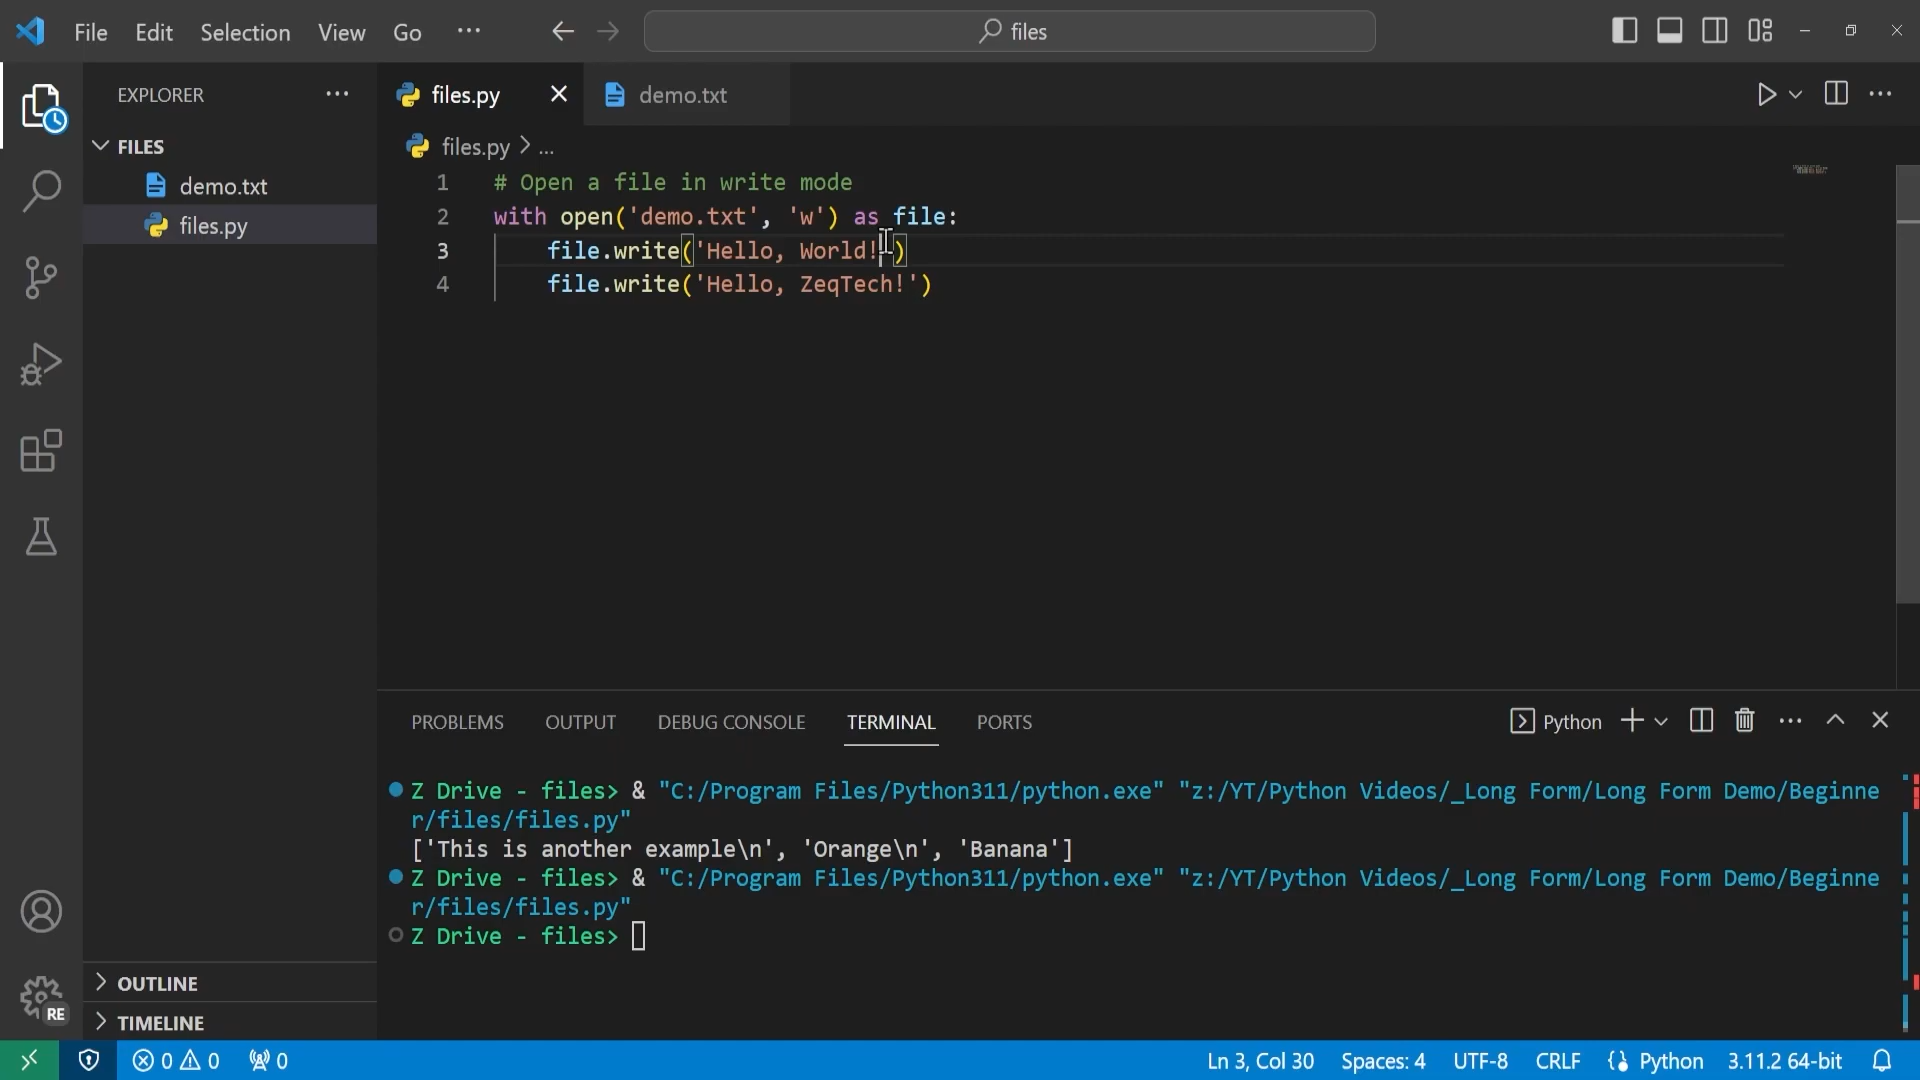 File Edit Selection View Go ··· files
EXPLORER ···
FILES
demo.txt
files.py
OUTLINE
TIMELINE
RE
files.py demo.txt
files.py > ...
1 # Open a file in write mode
2 with open('demo.txt', 'w') as file:
3 file.write('Hello, World!')
4 file.write('Hello, ZeqTech!')
PROBLEMS OUTPUT DEBUG CONSOLE TERMINAL PORTS Python
Z Drive - files> & "C:/Program Files/Python311/python.exe" "z:/YT/Python Videos/_Long Form/Long Form Demo/Beginne
r/files/files.py"
['This is another example\n', 'Orange\n', 'Banana']
Z Drive - files> & "C:/Program Files/Python311/python.exe" "z:/YT/Python Videos/_Long Form/Long Form Demo/Beginne
r/files/files.py"
Z Drive - files>
0 0 0 Ln 3, Col 30 Spaces: 4 UTF-8 CRLF Python 3.11.2 64-bit